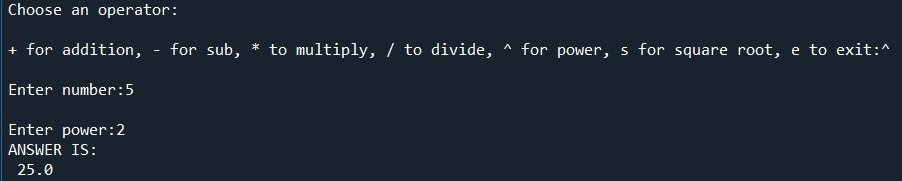 Choose an operator:
+ for addition, - for sub, * to multiply, / to divide, ^ for power, s for square root, e to exit:^
Enter number:5
Enter power:2
ANSWER IS:
25.0